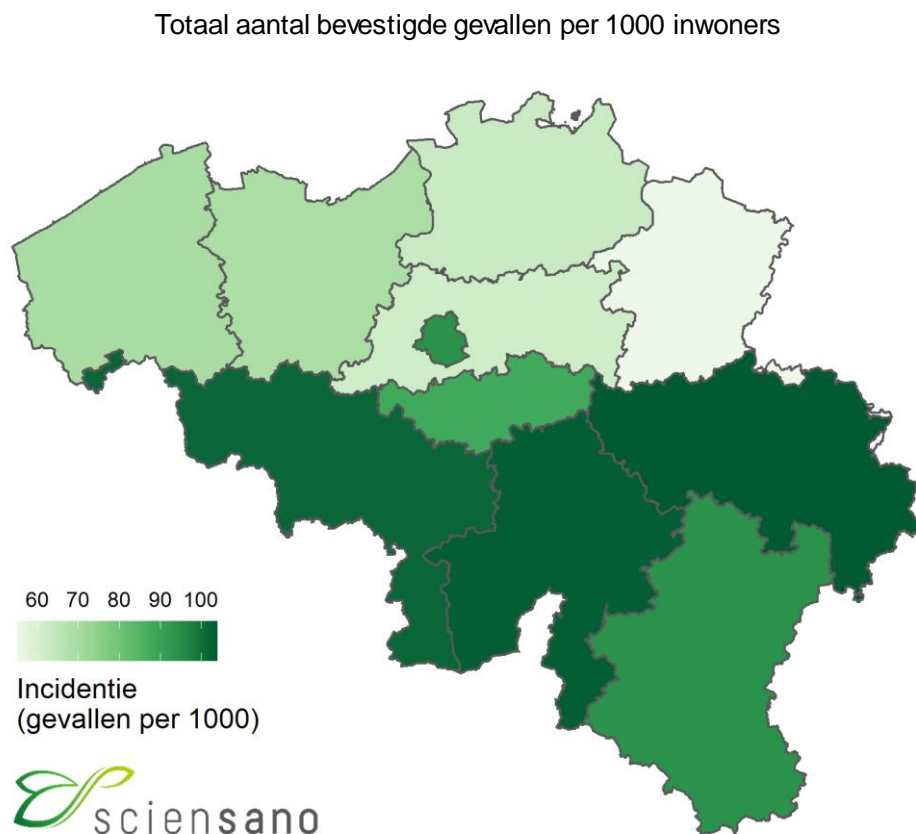 Totaal aantal bevestigde gevallen per 1000 inwoners
60 70 80 90 100
Incidentie
(gevallen per 1000)
sciensano